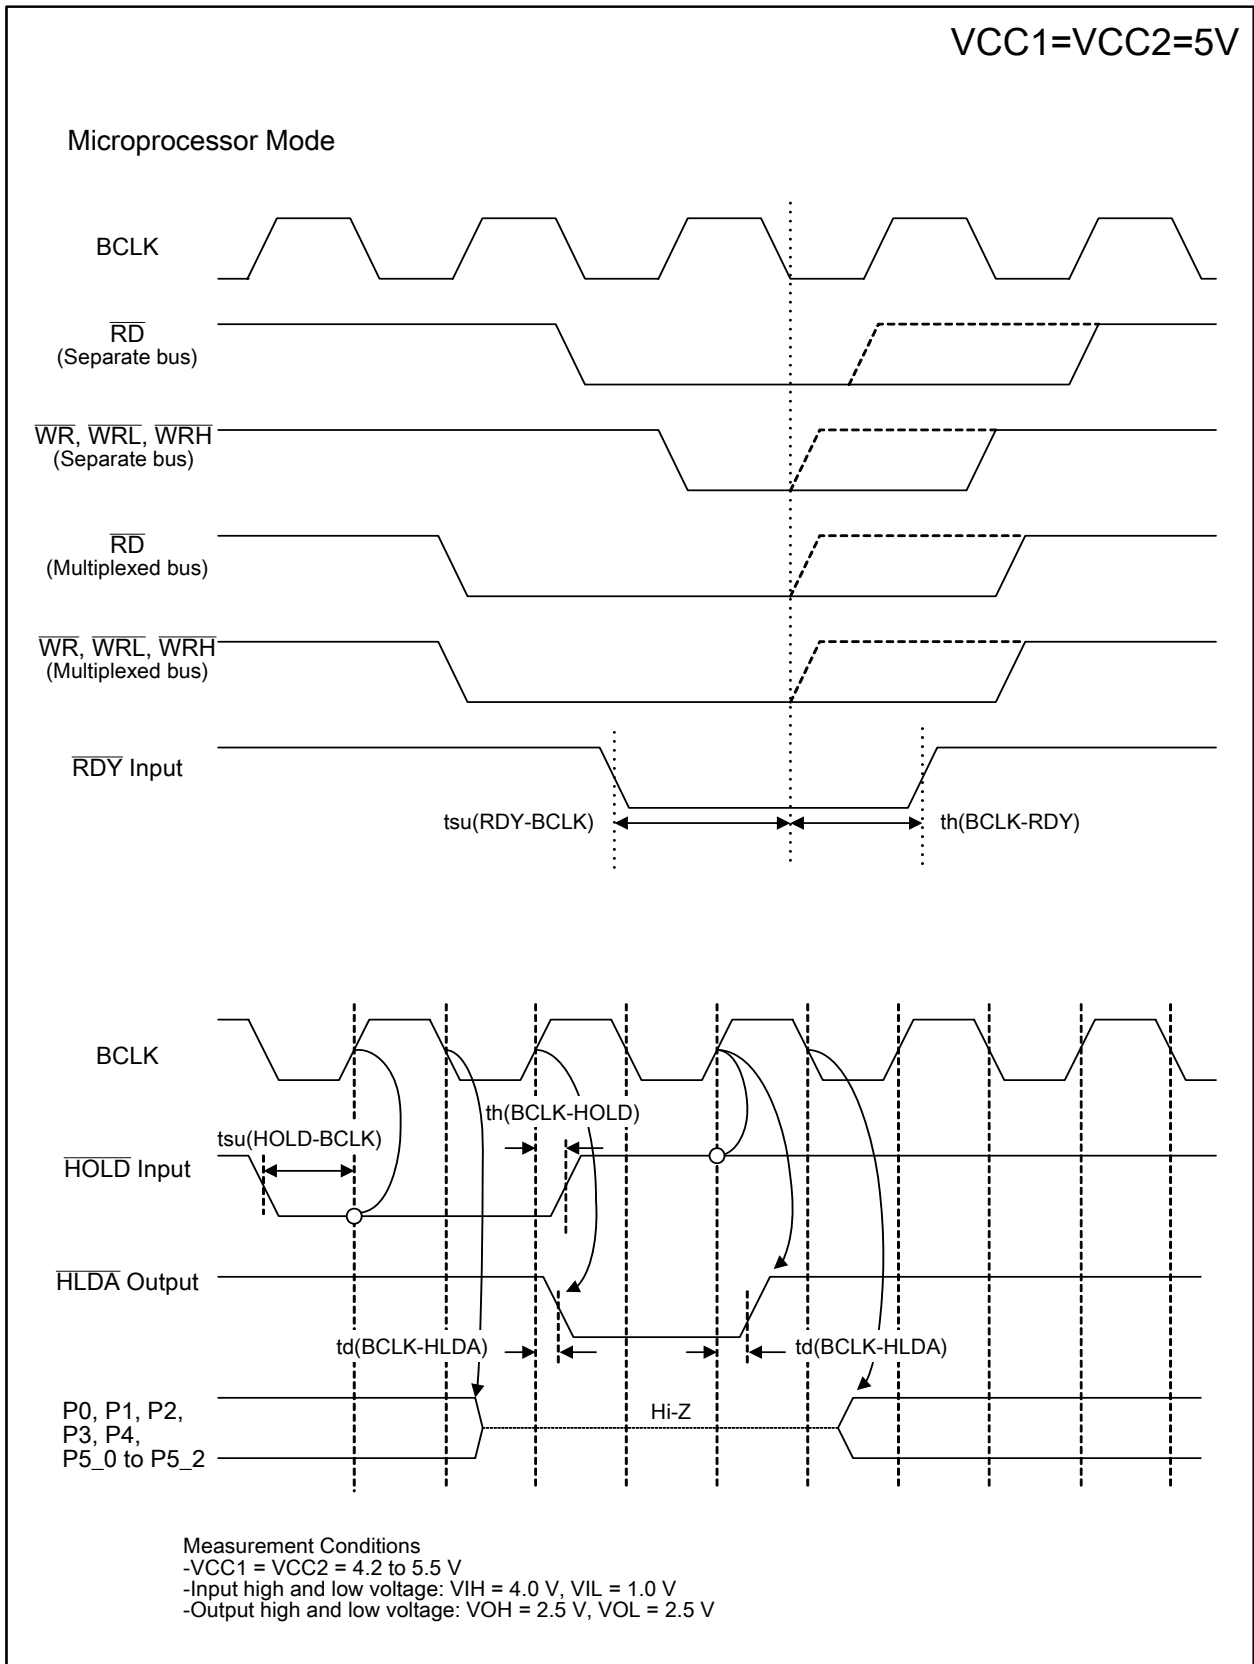 VCC1=VCC2=5V
Microprocessor Mode
BCLK
RD
(Separate bus)
WR, WRL, WRH
(Separate bus)
RD
(Multiplexed bus)
WR, WRL, WRH
(Multiplexed bus)
RDY Input
tsu(RDY-BCLK)
th(BCLK-RDY)
BCLK
th(BCLK-HOLD)
tsu(HOLD-BCLK)
HOLD Input
HLDA Output
td(BCLK-HLDA)
td(BCLK-HLDA)
P0, P1, P2,
P3, P4,
P5_0 to P5_2
Hi-Z
Measurement Conditions
-VCC1 = VCC2 = 4.2 to 5.5 V
-Input high and low voltage: VIH = 4.0 V, VIL = 1.0 V
-Output high and low voltage: VOH = 2.5 V, VOL = 2.5 V